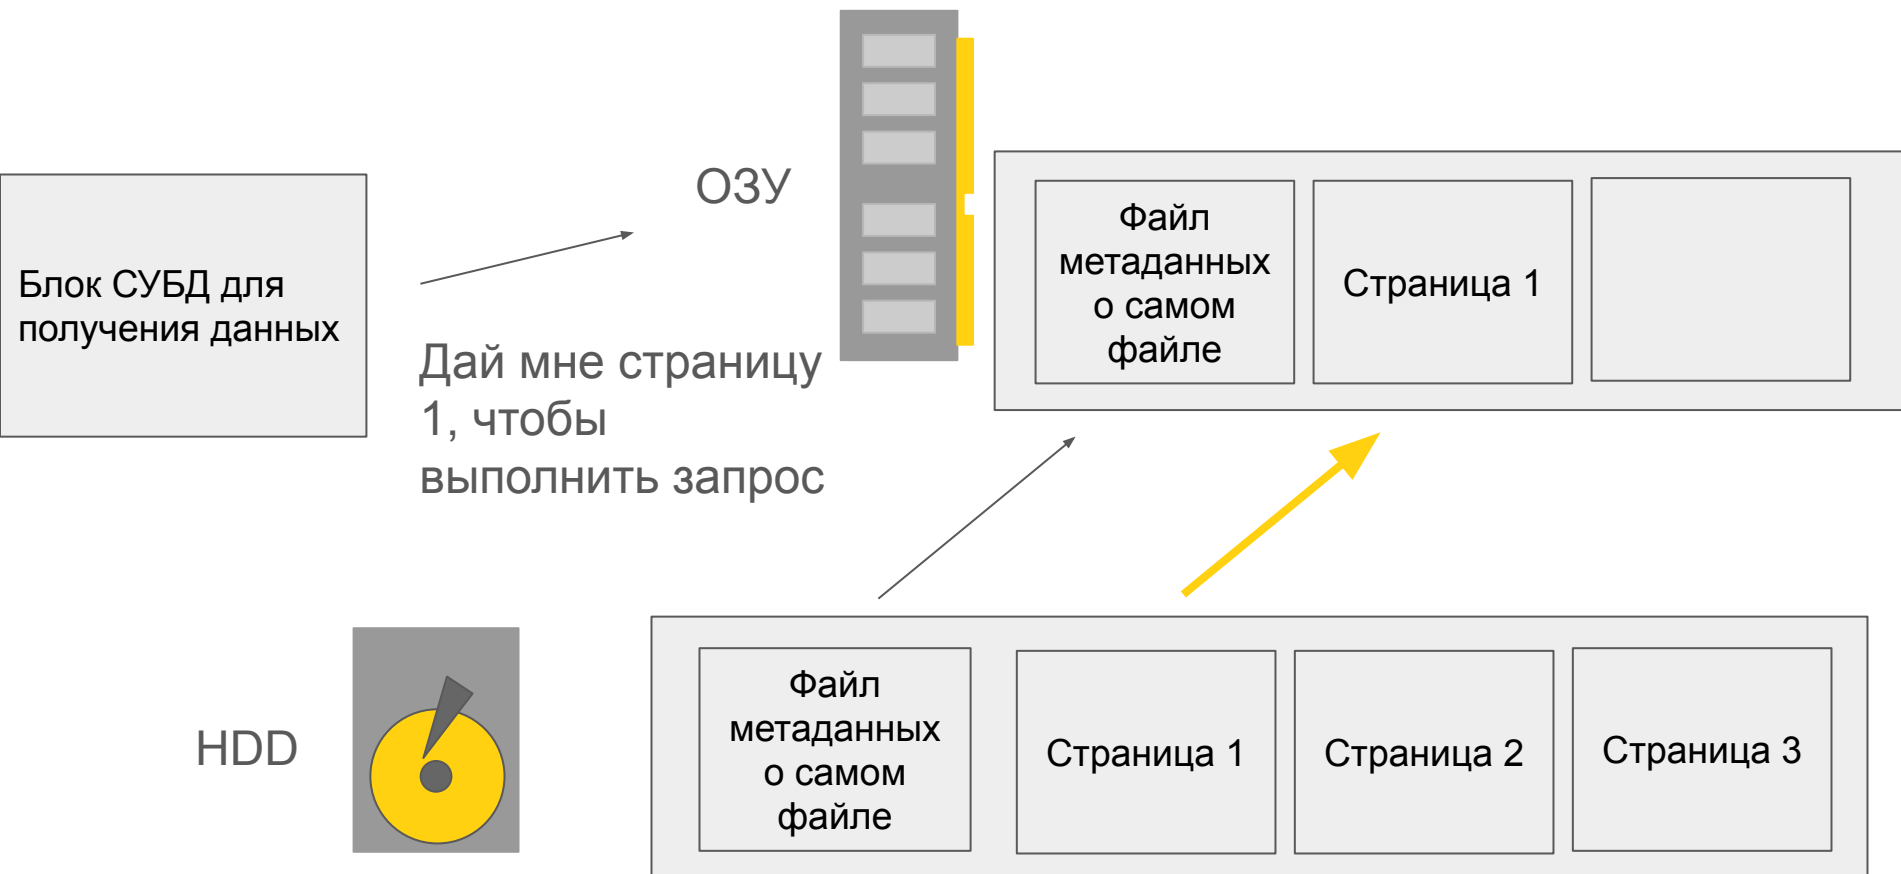 ОЗУ
Файл
метаданных
о самом
файле
Страница 1
Блок СУБД для
получения данных
Дай мне страницу
1, чтобы
выполнить запрос
HDD
Файл
метаданных
о самом
файле
Страница 1
Страница 2
Страница 3